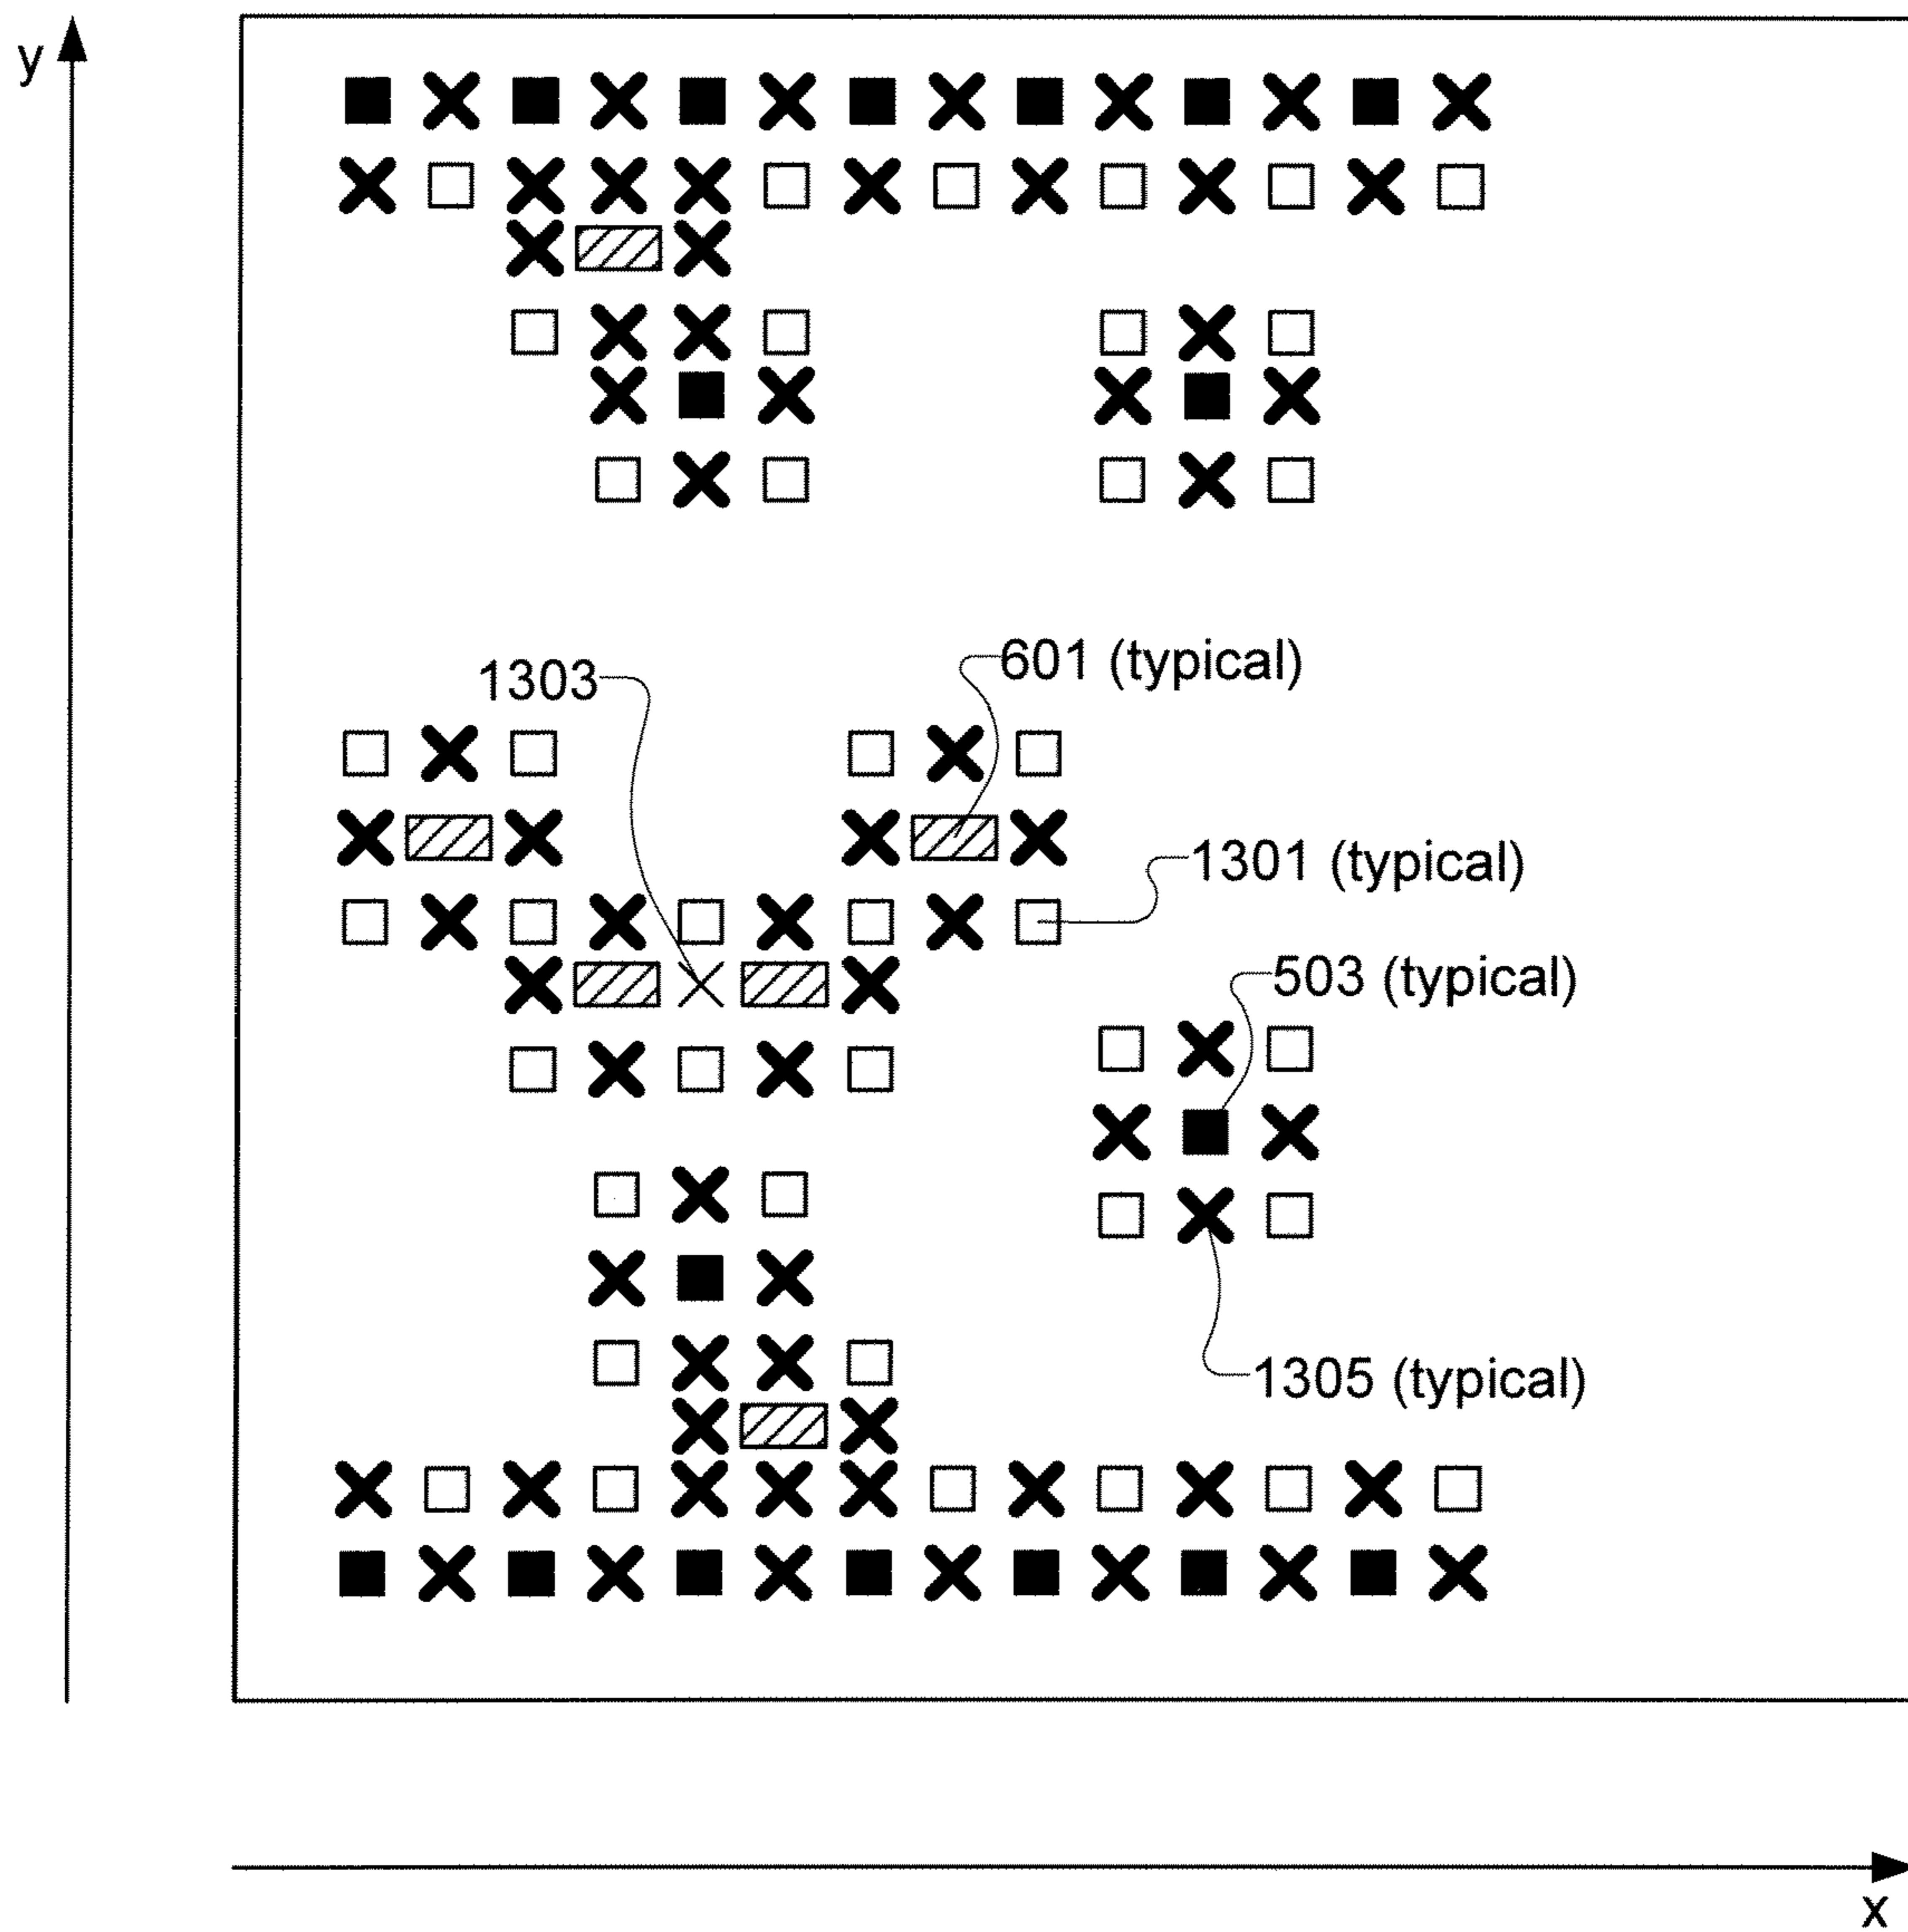 y
601 (typical)
1303
1301 (typical)
503 (typical)
1305 (typical)
x